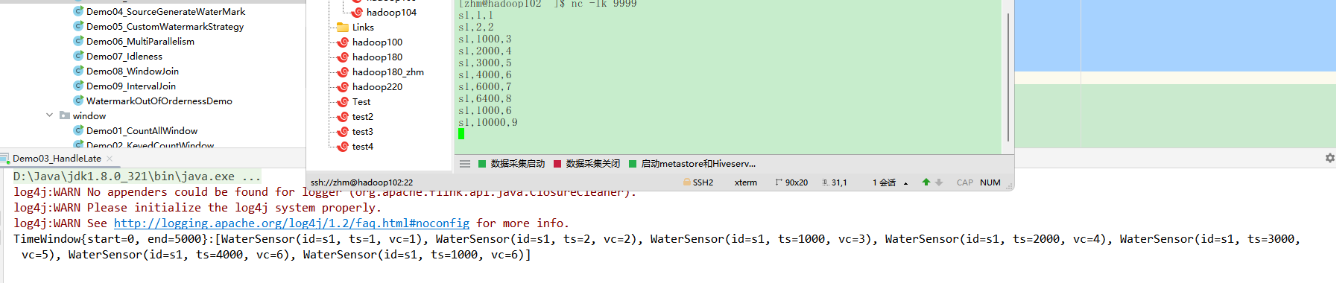 Demo04_SourceGenerateWaterMark
Demo05_CustomWatermarkStrategy
Demo06_MultiParallelism
Demo07_Idleness
Demo08_WindowJoin
Demo09_IntervalJoin
WatermarkOutOfOrdernessDemo
window
Demo01_CountAllWindow
Demo02_KeyedCountWindow
hadoop104
Links
hadoop100
hadoop180
hadoop180_zhm
hadoop220
Test
test2
test3
test4
[zhm@hadoop102 ]$ nc -lk 9999
s1,1,1
s1,2,2
s1,1000,3
s1,2000,4
s1,3000,5
s1,4000,6
s1,6000,7
s1,6400,8
s1,1000,6
s1,10000,9
数据采集启动 数据采集关闭 启动metastore和Hiveserv...
ssh://zhm@hadoop102:22 SSH2 xterm 90x20 31,1 1 会话 CAP NUM
Demo03_HandleLate
D:\Java\jdk1.8.0_321\bin\java.exe ...
log4j:WARN No appenders could be found for logger (org.apache.flink.api.java.ClosureCleaner).
log4j:WARN Please initialize the log4j system properly.
log4j:WARN See http://logging.apache.org/log4j/1.2/faq.html#noconfig for more info.
TimeWindow{start=0, end=5000}:[WaterSensor(id=s1, ts=1, vc=1), WaterSensor(id=s1, ts=2, vc=2), WaterSensor(id=s1, ts=1000, vc=3), WaterSensor(id=s1, ts=2000, vc=4), WaterSensor(id=s1, ts=3000,
vc=5), WaterSensor(id=s1, ts=4000, vc=6), WaterSensor(id=s1, ts=1000, vc=6)]